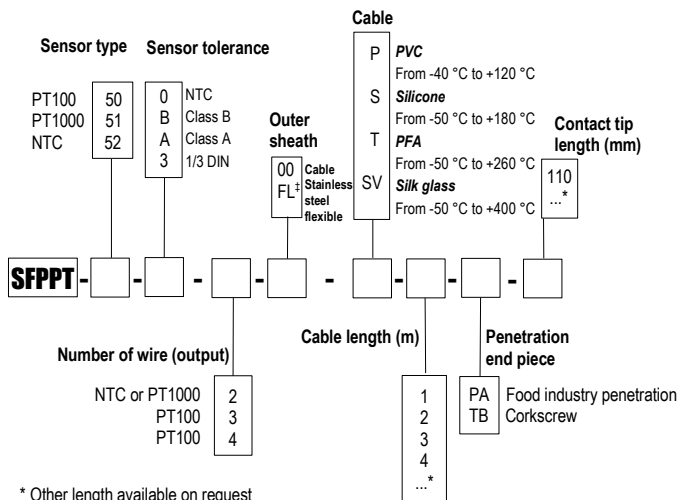 Cable
Sensor type
Sensor tolerance
P PVC
From -40 °C to +120 °C
S Silicone
From -50 °C to +180 °C
T PFA
From -50 °C to +260 °C
SV Silk glass
From -50 °C to +400 °C
PT100 50
PT1000 51
NTC 52
0 NTC
B Class B
A Class A
3 1/3 DIN
Outer
sheath
00 Cable
FL‡ Stainless
steel
flexible
Contact tip
length (mm)
110
...*
SFPPT - - - - - - - -
Number of wire (output)
NTC or PT1000 2
PT100 3
PT100 4
Cable length (m)
1
2
3
4
...*
Penetration
end piece
PA Food industry penetration
TB Corkscrew
* Other length available on request